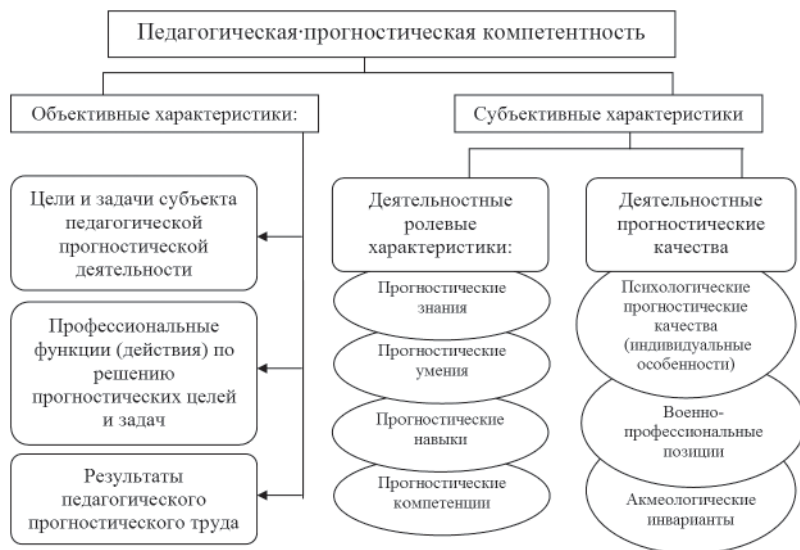 Педагогическая·прогностическая компетентность
Объективные характеристики:
Субъективные характеристики
Цели и задачи субъекта
педагогической
прогностической
деятельности
Профессиональные
функции (действия) по
решению
прогностических целей
и задач
Результаты
педагогического
прогностического труда
Деятельностные
ролевые
характеристики:
Прогностические
знания
Прогностические
умения
Прогностические
навыки
Прогностические
компетенции
Деятельностные
прогностические
качества
Психологические
прогностические
качества
(индивидуальные
особенности)
Военно-
профессиональные
позиции
Акмеологические
инварианты